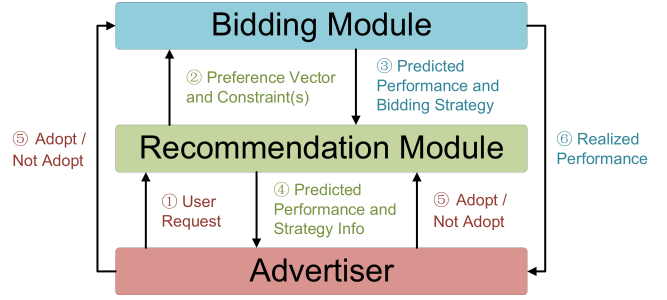 Bidding Module
② Preference Vector
and Constraint(s)
③ Predicted
Performance and
Bidding Strategy
⑤ Adopt /
Not Adopt
Recommendation Module
⑥ Realized
Performance
① User
Request
④ Predicted
Performance and
Strategy Info
⑤ Adopt /
Not Adopt
Advertiser